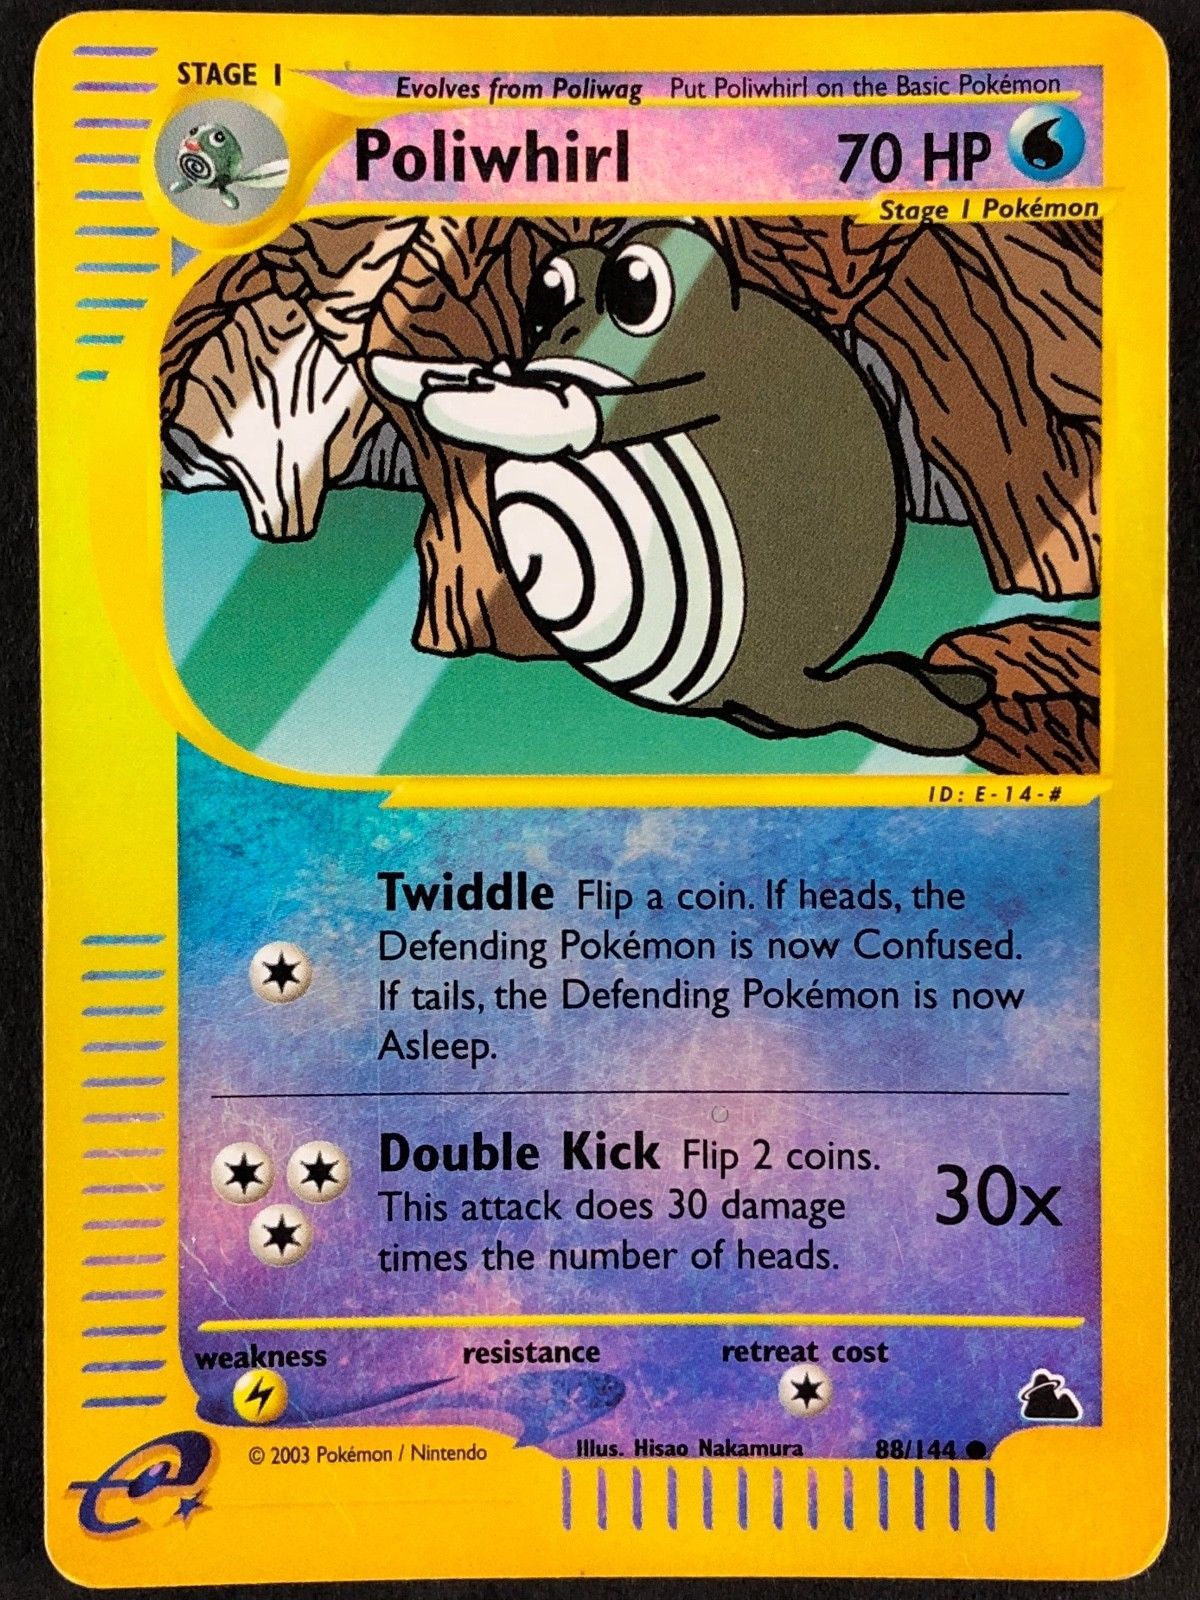 STAGE 1
Evolves from Poliwag Put Poliwhirl on the Basic Pokémon
Poliwhirl 70 HP
Stage 1 Pokémon
ID: E-14-#
Twiddle Flip a coin. If heads, the
Defending Pokémon is now Confused.
If tails, the Defending Pokémon is now
Asleep.
Double Kick Flip 2 coins.
This attack does 30 damage
times the number of heads.
30x
weakness resistance retreat cost
© 2003 Pokémon / Nintendo
Illus. Hisao Nakamura 88/144 ●
e